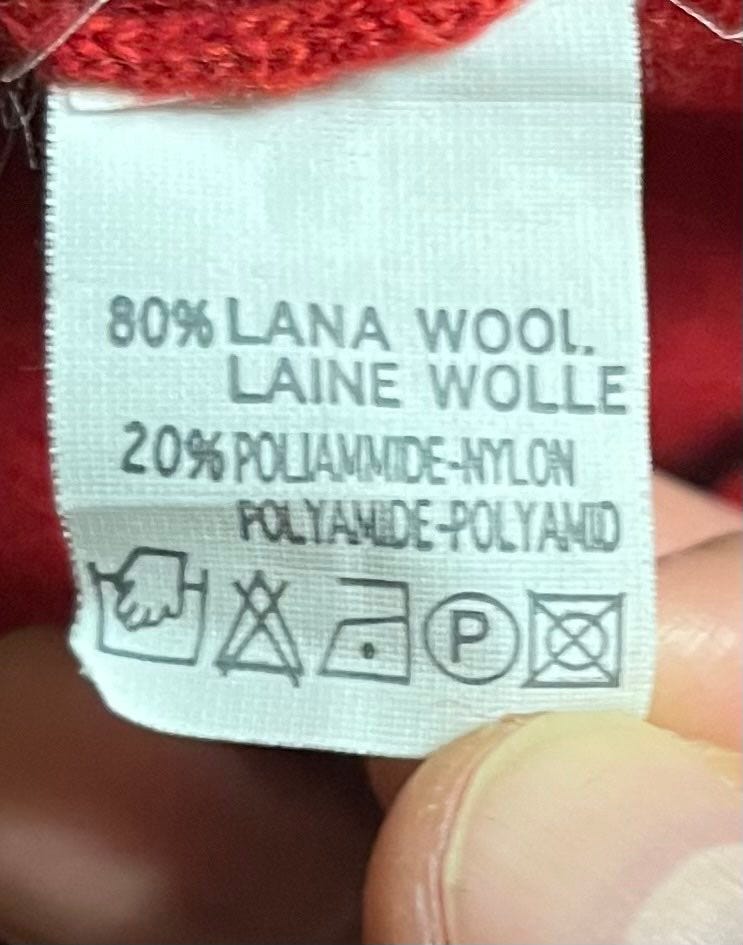 80% LANA WOOL
LAINE WOLLE
20% POLIAMMIDE-NYLON
POLYAMIDE-POLYAMID
P